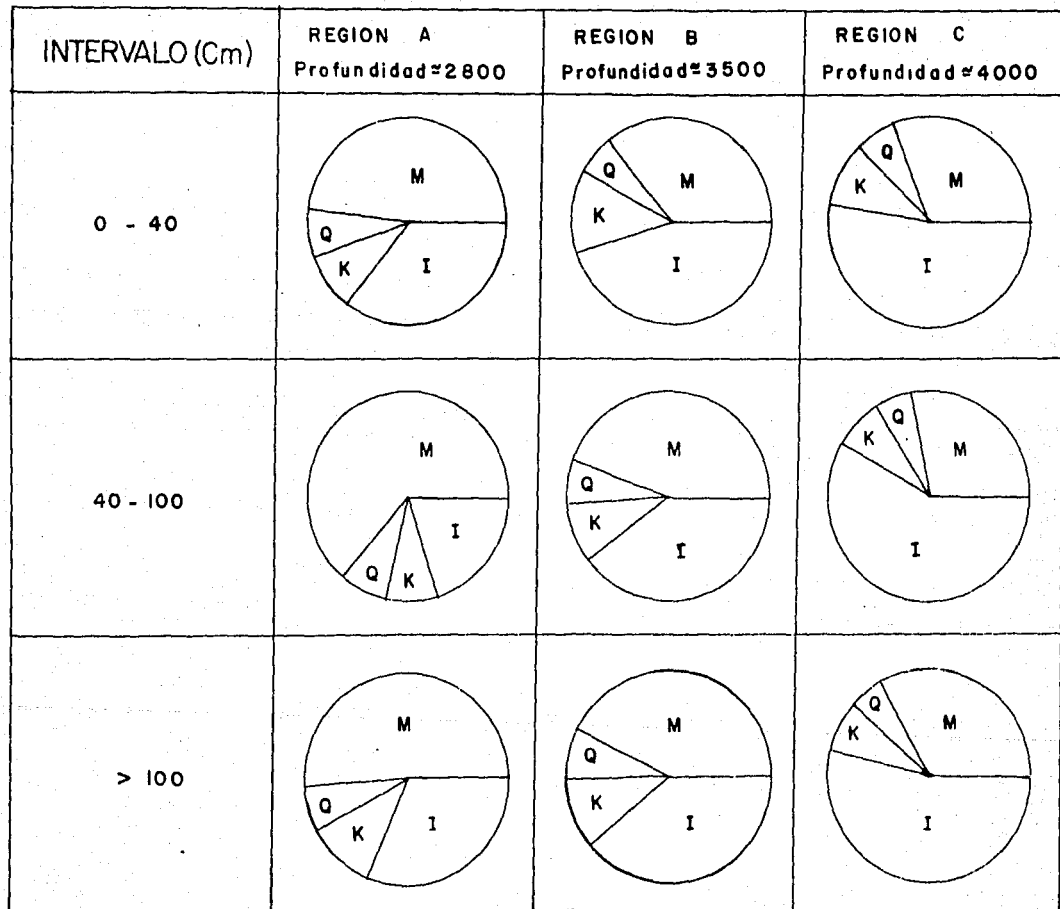 INTERVALO (Cm)
REGION A
Profundidad≃2800
REGION B
Profundidad≃3500
REGION C
Profundidad≃4000
0 - 40
M
Q
K
I
M
Q
K
I
M
Q
K
I
40 - 100
M
Q
K
I
M
Q
K
I
M
Q
K
I
> 100
M
Q
K
I
M
Q
K
I
M
Q
K
I